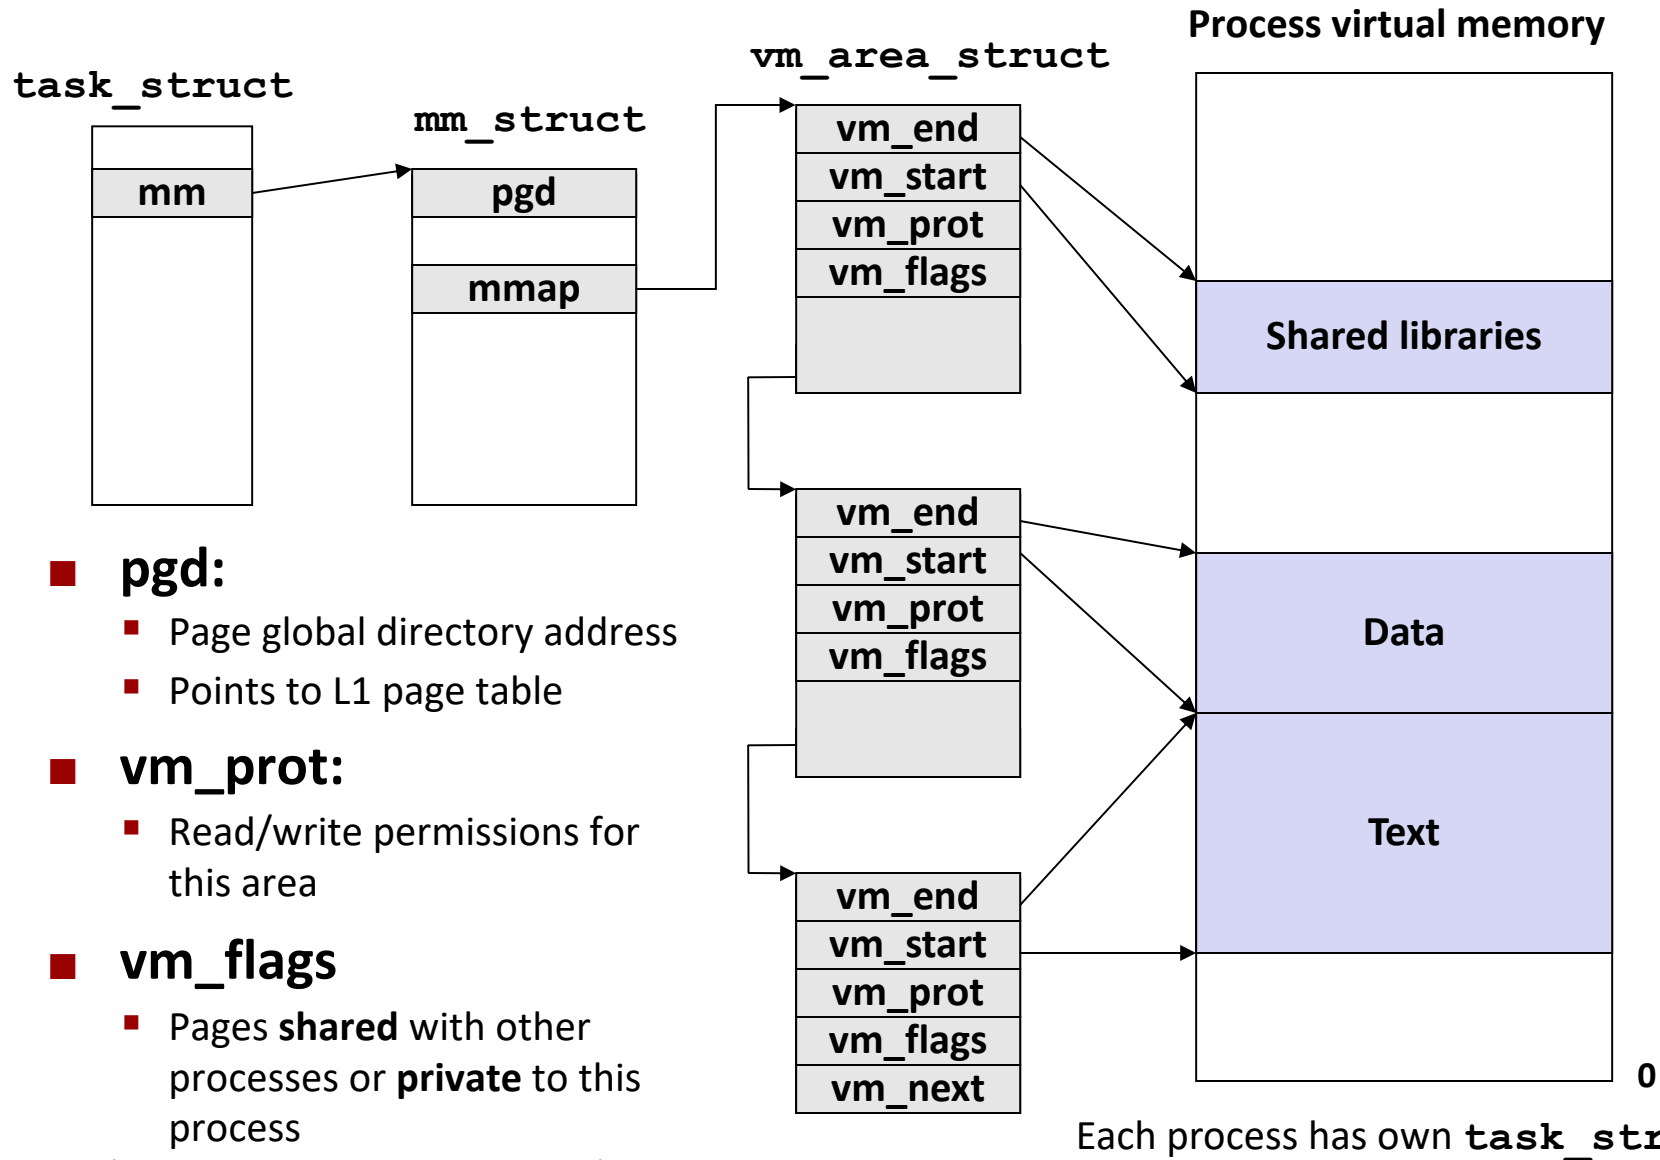 Process virtual memory
vm_area_struct
task_struct
mm_struct
vm_end
vm_start
vm_prot
vm_flags
mm
pgd
mmap
Shared libraries
vm_end
vm_start
vm_prot
vm_flags
Data
Text
vm_end
vm_start
vm_prot
vm_flags
vm_next
0
pgd:
Page global directory address
Points to L1 page table
vm_prot:
Read/write permissions for
this area
vm_flags
Pages shared with other
processes or private to this
process
Each process has own